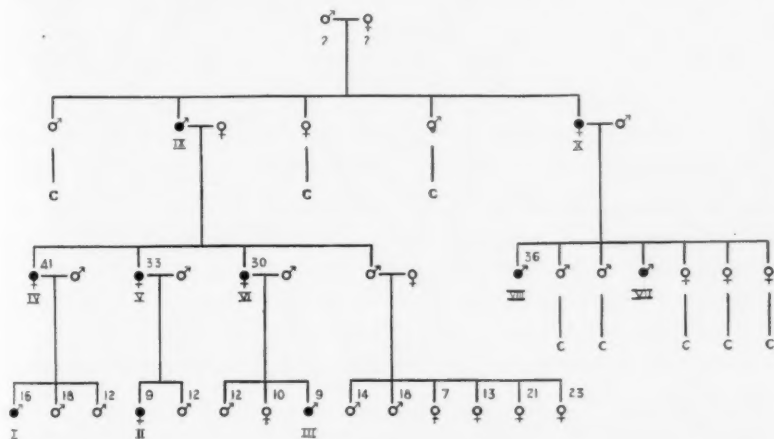 ? ?
IX X
C C C
41 33 30 36
IV V VI VIII VII
C C C C C
16 18 12 9 12 12 10 9 14 16 7 13 21 23
I II III